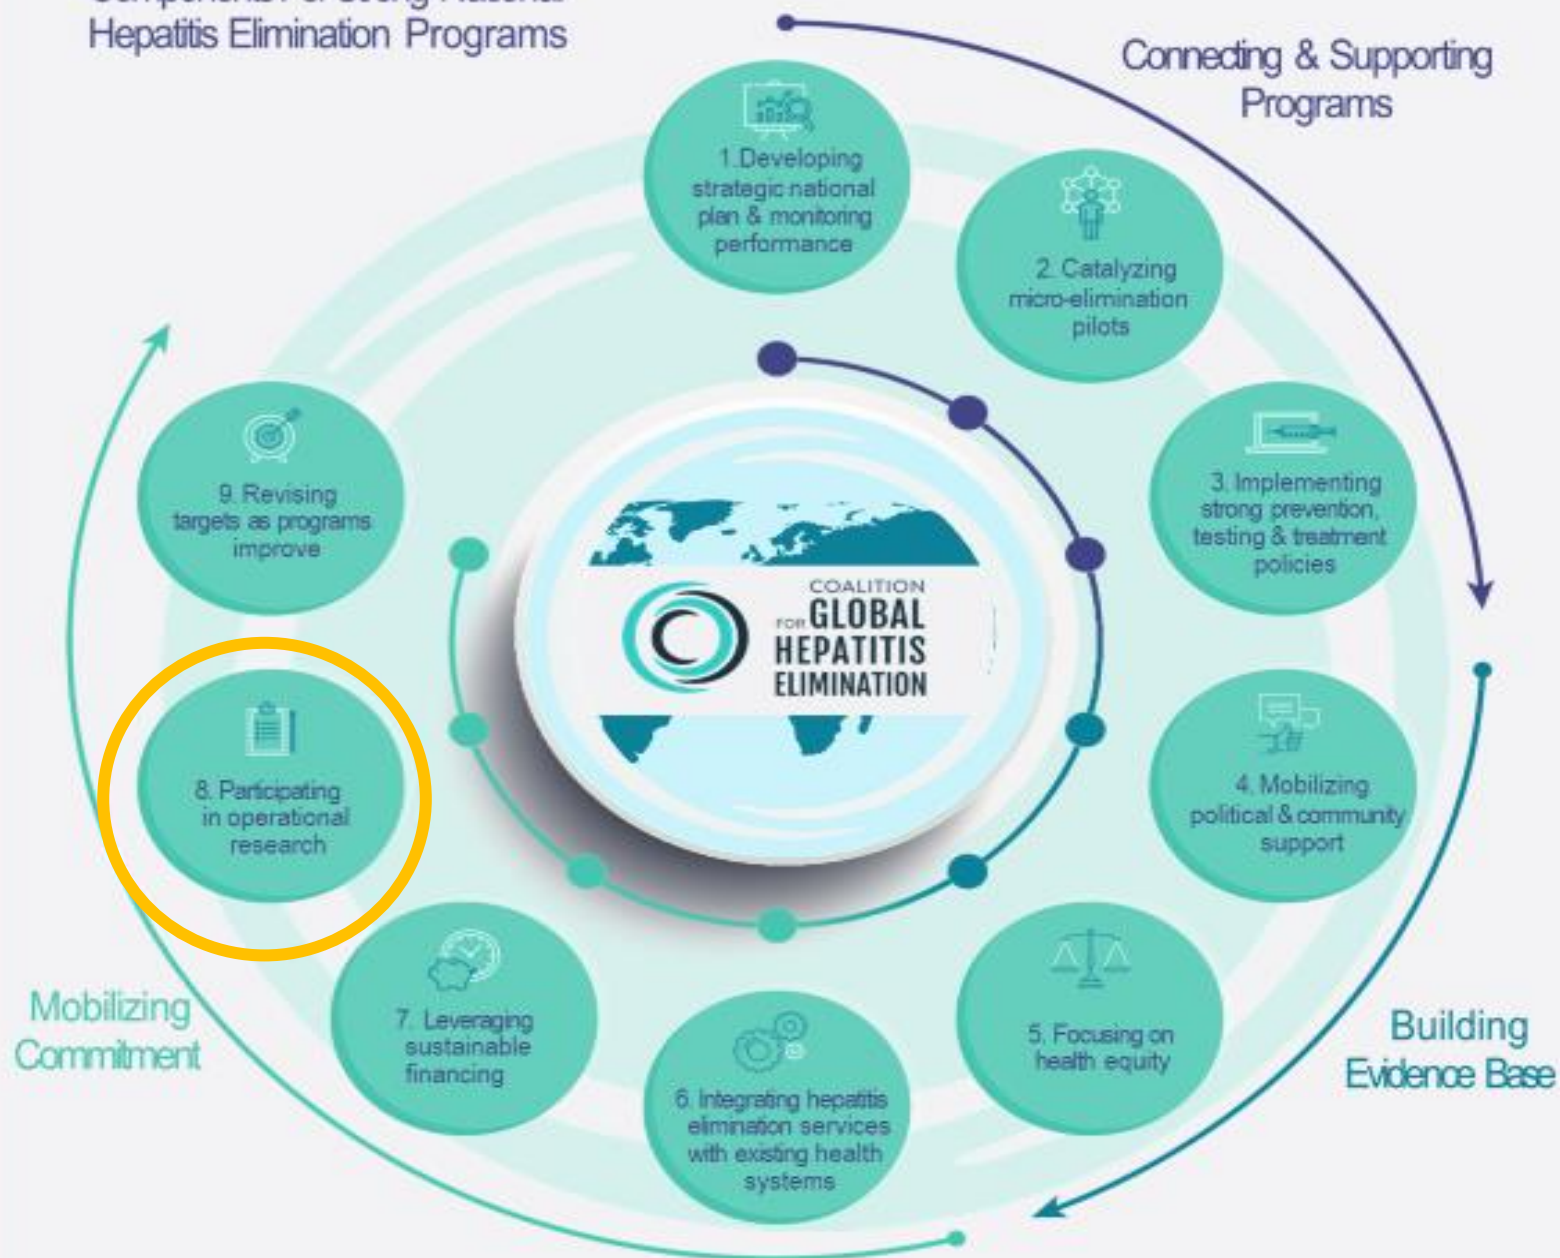 Hepatitis Elimination Programs
Connecting & Supporting
Programs
1.Developing
strategic national
plan & monitoring
performance
2. Catalyzing
micro-elimination
pilots
3. Implementing
strong prevention,
testing & treatment
policies
4. Mobilizing
political & community
support
5. Focusing on
health equity
6. Integrating hepatitis
elimination services
with existing health
systems
7. Leveraging
sustainable
financing
8. Participating
in operational
research
9. Revising
targets as programs
improve
COALITION
FOR GLOBAL
HEPATITIS
ELIMINATION
Building
Evidence Base
Mobilizing
Commitment